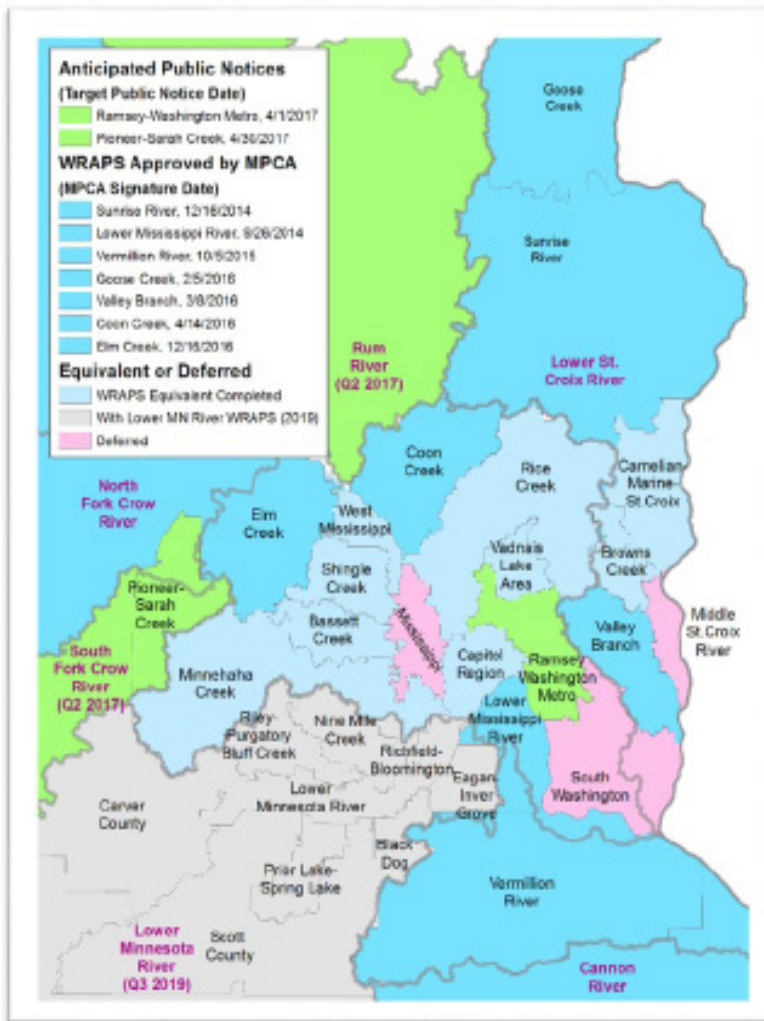 Anticipated Public Notices
(Target Public Notice Date)
Ramsey-Washington Metro, 4/1/2017
Pioneer-Sarah Creek, 4/30/2017
WRAPS Approved by MPCA
(MPCA Signature Date)
Sunrise River, 12/16/2014
Lower Mississippi River, 9/26/2014
Vermillion River, 10/5/2015
Goose Creek, 2/5/2016
Valley Branch, 3/8/2016
Coon Creek, 4/14/2016
Elm Creek, 12/16/2016
Equivalent or Deferred
WRAPS Equivalent Completed
With Lower MN River WRAPS (2019)
Deferred
Goose
Creek
Sunrise
River
Rum
River
(Q2 2017)
Lower St.
Croix River
North
Fork Crow
River
Elm
Creek
West
Mississippi
Coon
Creek
Rice
Creek
Carnelian
Marine-
St.Croix
Shingle
Creek
Vadnais
Lake
Area
Browns
Creek
Pioneer-
Sarah
Creek
Bassett
Creek
Mississippi
Capitol
Region
Ramsey
Washington
Metro
Valley
Branch
Middle
St.Croix
River
South
Fork Crow
River
(Q2 2017)
Minnehaha
Creek
Riley-
Purgatory
Bluff Creek
Nine Mile
Creek
Richfield-
Bloomington
Lower
Mississippi
River
Eagan-
Inver
Grove
South
Washington
Carver
County
Lower
Minnesota River
Black
Dog
Prior Lake-
Spring Lake
Vermillion
River
Lower
Minnesota
River
(Q3 2019)
Scott
County
Cannon
River